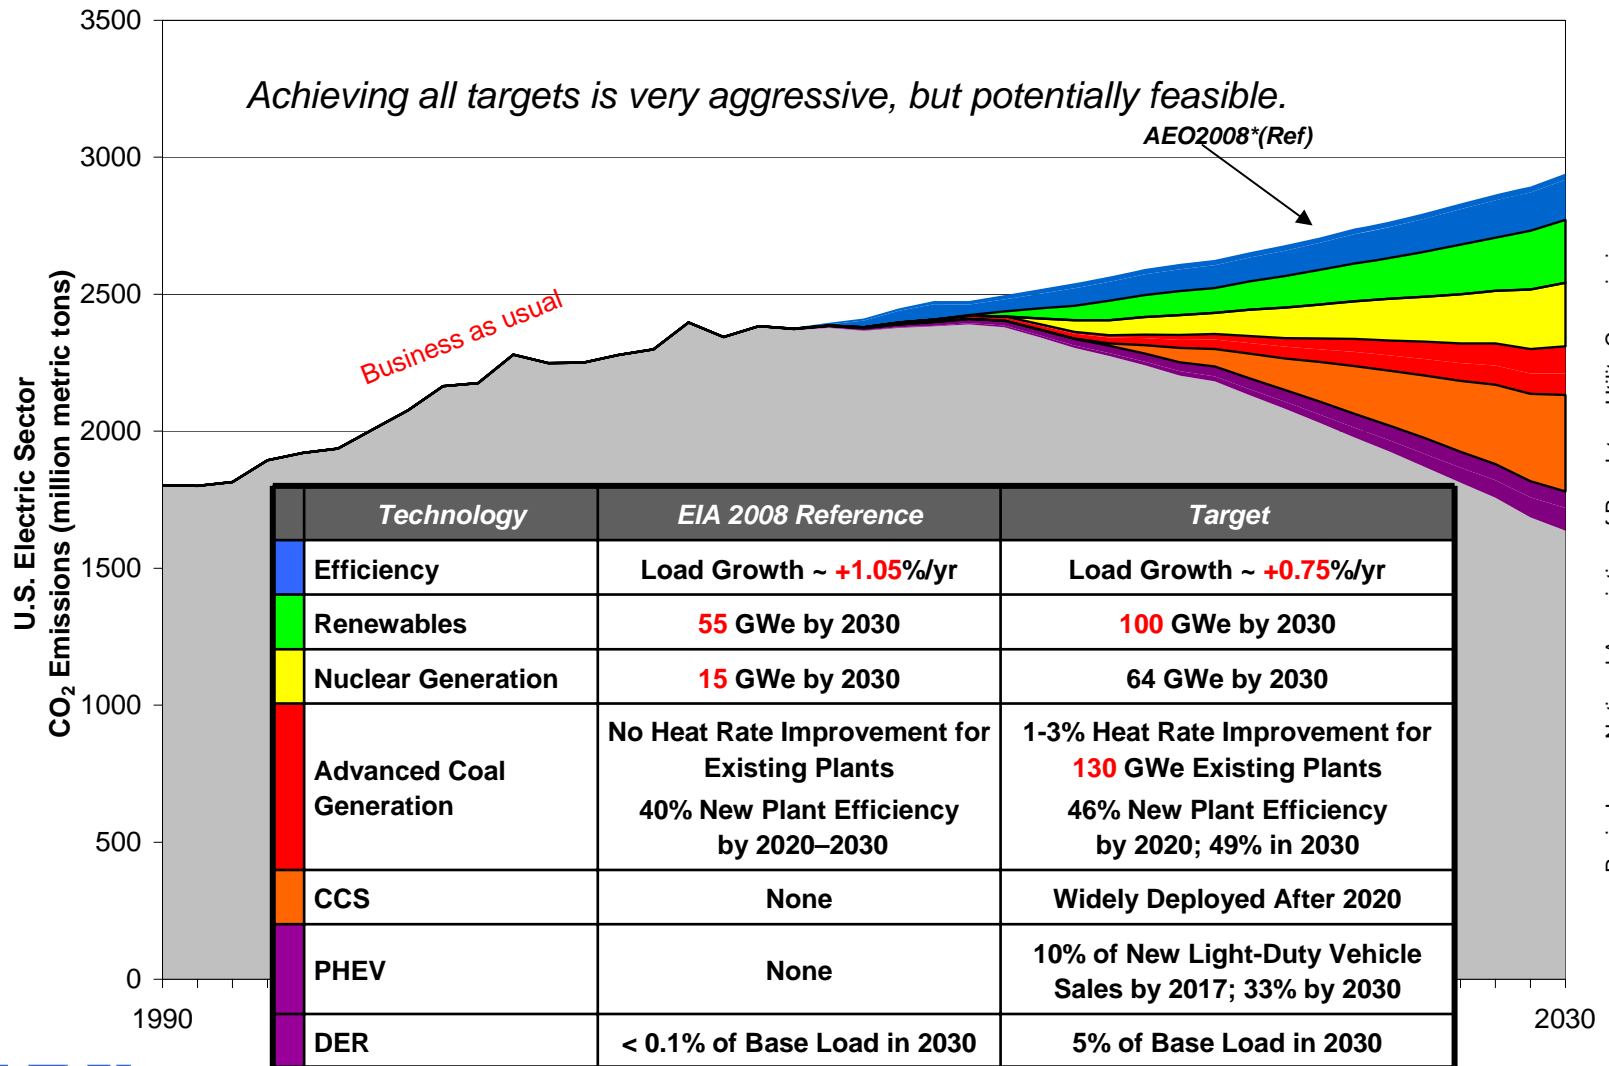 3500
Achieving all targets is very aggressive, but potentially feasible.
AEO2008*(Ref)
3000
2500
Business as usual
2000
1500
1000
500
0
U.S. Electric Sector
CO₂ Emissions (million metric tons)
Technology EIA 2008 Reference Target
Efficiency Load Growth ~ +1.05%/yr Load Growth ~ +0.75%/yr
Renewables 55 GWe by 2030 100 GWe by 2030
Nuclear Generation 15 GWe by 2030 64 GWe by 2030
Advanced Coal
Generation
No Heat Rate Improvement for
Existing Plants
40% New Plant Efficiency
by 2020–2030
1-3% Heat Rate Improvement for
130 GWe Existing Plants
46% New Plant Efficiency
by 2020; 49% in 2030
CCS None Widely Deployed After 2020
PHEV None
10% of New Light-Duty Vehicle
Sales by 2017; 33% by 2030
DER < 0.1% of Base Load in 2030 5% of Base Load in 2030
1990 2030